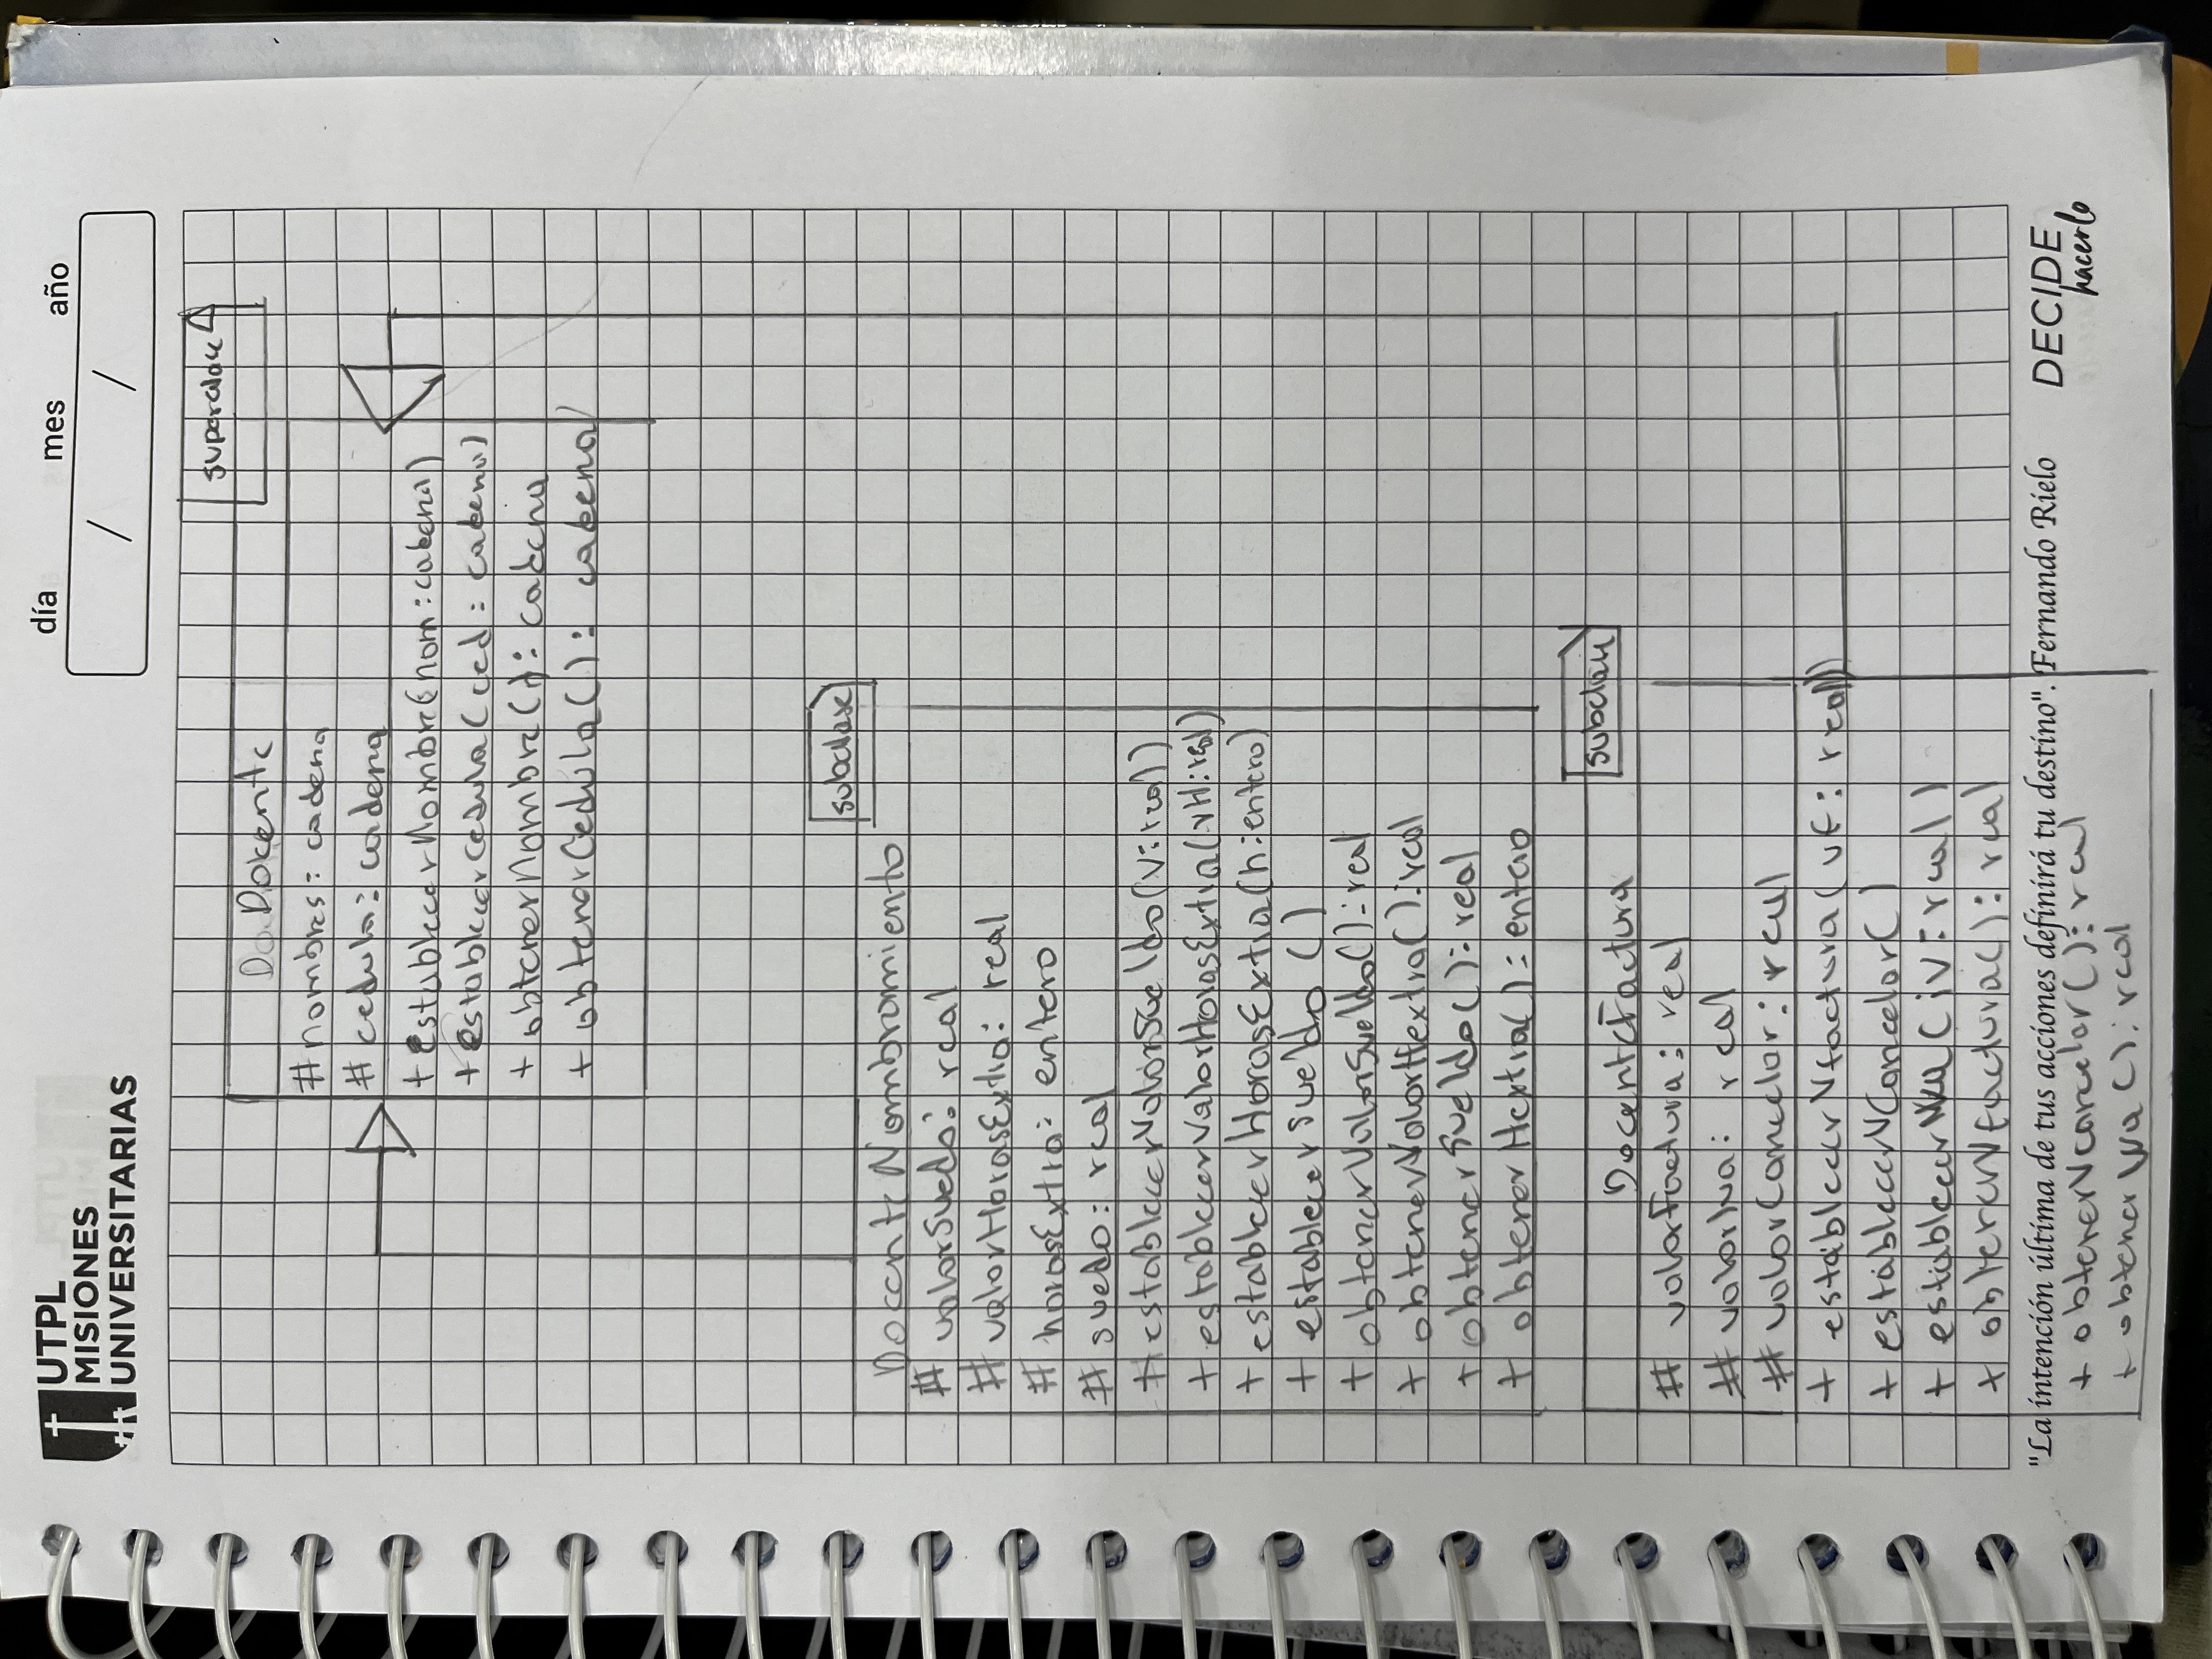 UTPL
MISIONES
UNIVERSITARIAS
día mes año
/ /
superclase
Docente
# nombres: cadena
# cedula: cadena
+ establecerNombre(nom: cadena)
+ establecerCedula(ced: cadena)
+ obtenerNombre(): cadena
+ obtenerCedula(): cadena
subclase
DocenteNombramiento
# valorSuedo: real
# valorHorasExtra: real
# horasExtra: entero
# suedo: real
# establecerValorSueldo(v: real)
+ establecerValorHorasExtra(vH: real)
+ establecerHorasExtra(h: entero)
+ establecerSueldo ()
+ obtenerValorSueldo(): real
+ obtenerValorHextra(): real
+ obtenerSueldo(): real
+ obtenerHextra(): entero
subclase
DocenteFactura
# valorFactura: real
# valorIva: real
# valorCancelar: real
+ establecerVfactura(vf: real)
+ establecerVCancelar()
+ establecerIva(iv: real)
+ obtenerVfactura(): real
"La intención última de tus acciones definirá tu destino". Fernando Rielo
DECIDE hacerlo
+ obtenerVcancelar(): real
+ obtenerIva(): real